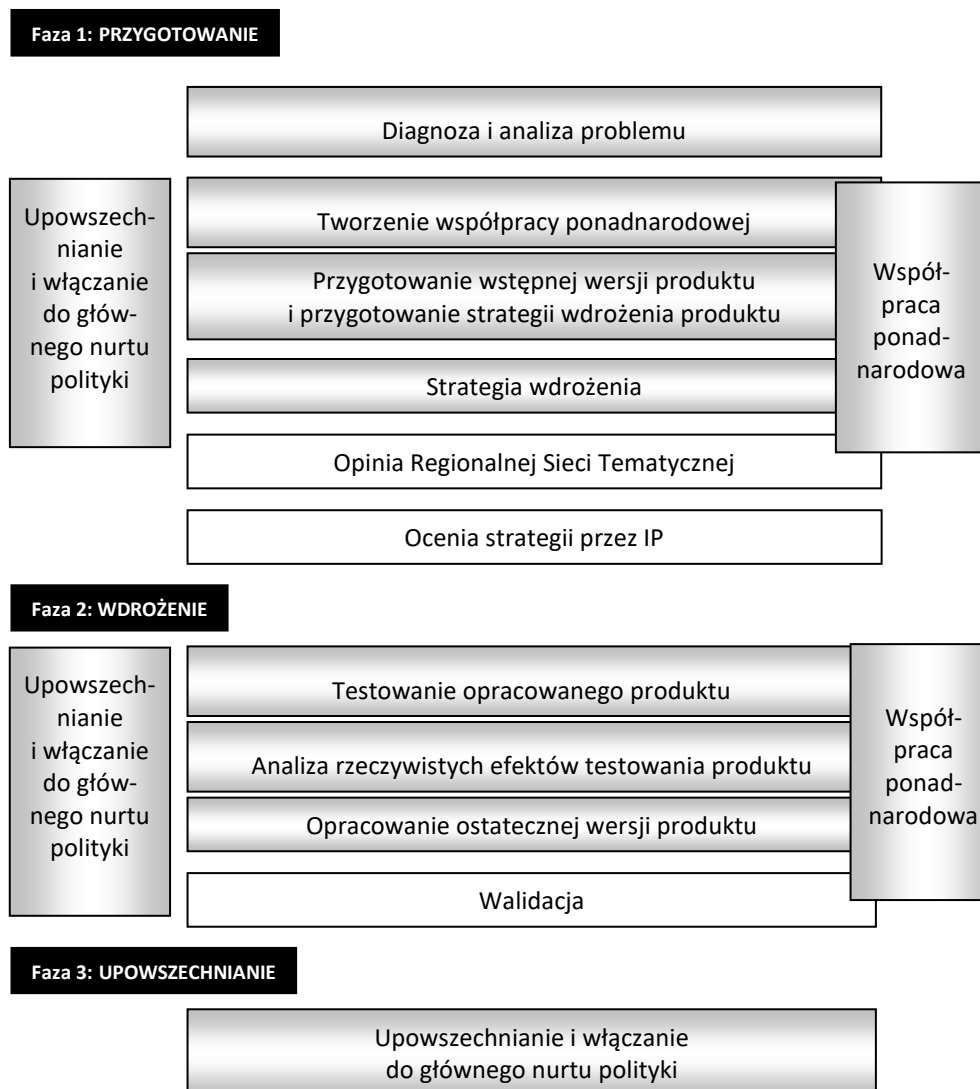 Faza 1: PRZYGOTOWANIE
Diagnoza i analiza problemu
Upowszech-
nianie
i włączanie
do głów-
nego nurtu
polityki
Tworzenie współpracy ponadnarodowej
Przygotowanie wstępnej wersji produktu
i przygotowanie strategii wdrożenia produktu
Strategia wdrożenia
Współ-
praca
ponad-
narodowa
Opinia Regionalnej Sieci Tematycznej
Ocenia strategii przez IP
Faza 2: WDROŻENIE
Upowszech-
nianie
i włączanie
do głów-
nego nurtu
polityki
Testowanie opracowanego produktu
Analiza rzeczywistych efektów testowania produktu
Opracowanie ostatecznej wersji produktu
Współ-
praca
ponad-
narodowa
Walidacja
Faza 3: UPOWSZECHNIANIE
Upowszechnianie i włączanie
do głównego nurtu polityki